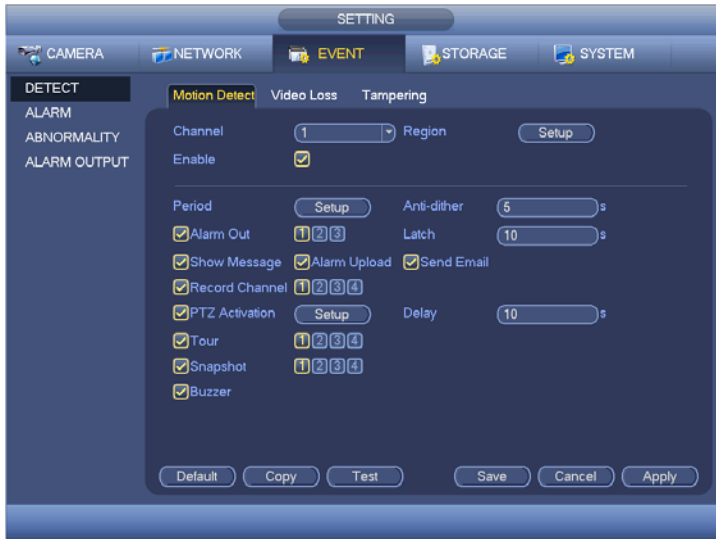 SETTING
CAMERA NETWORK EVENT STORAGE SYSTEM
DETECT
ALARM
ABNORMALITY
ALARM OUTPUT
Motion Detect Video Loss Tampering
Channel 1 Region Setup
Enable
Period Setup Anti-dither 5 s
Alarm Out 1 2 3 Latch 10 s
Show Message Alarm Upload Send Email
Record Channel 1 2 3 4
PTZ Activation Setup Delay 10 s
Tour 1 2 3 4
Snapshot 1 2 3 4
Buzzer
Default Copy Test Save Cancel Apply